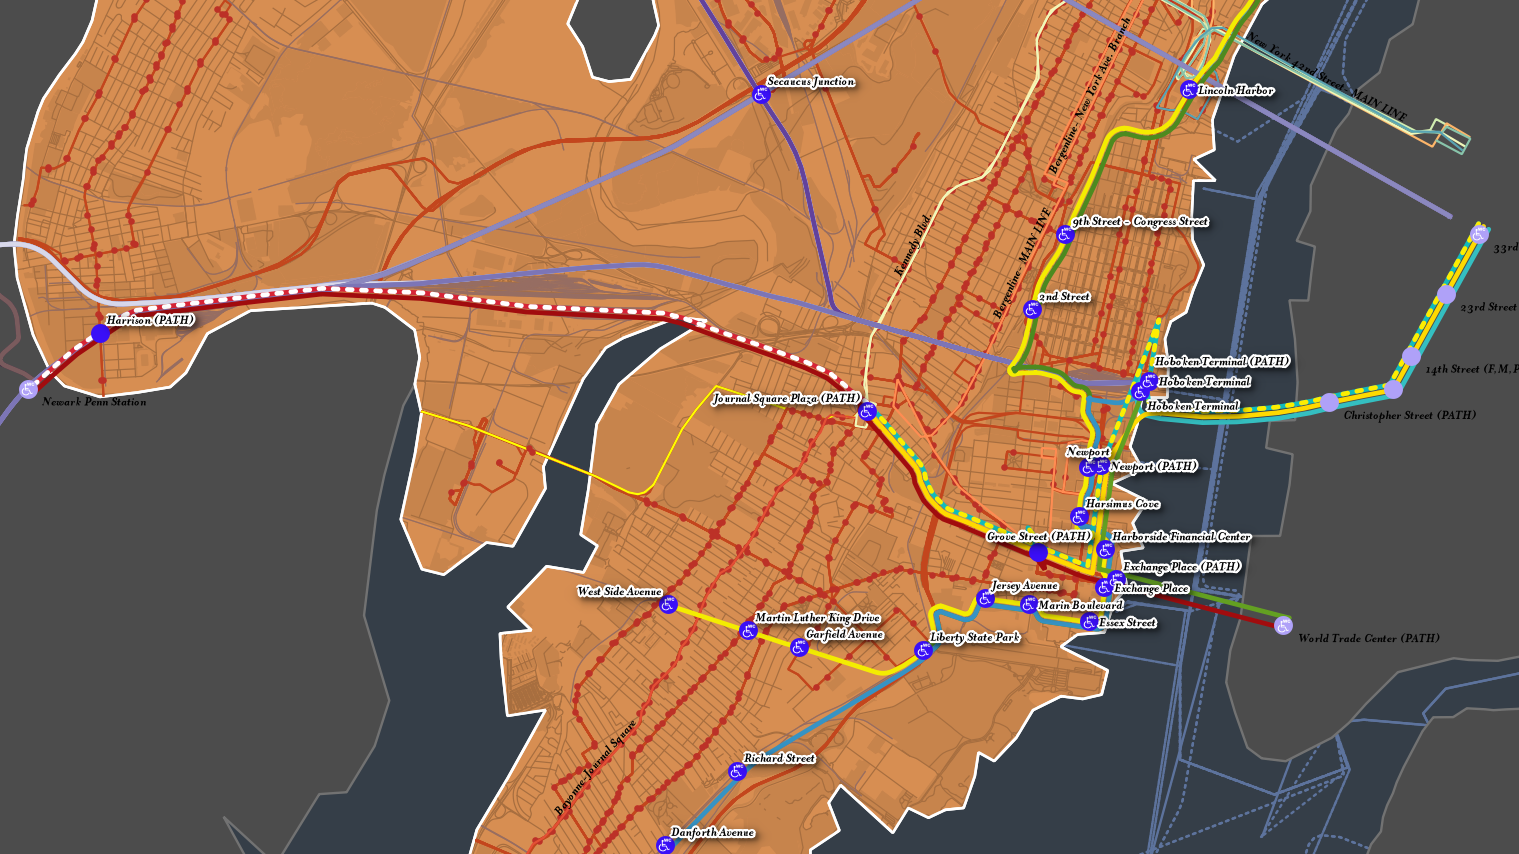 New York 42nd Street - MAIN LINE
Bergenline - New York Ave. Branch
Secaucus Junction
Lincoln Harbor
9th Street - Congress Street
Kennedy Blvd.
Bergenline - MAIN LINE
33rd
2nd Street
23rd Street
Harrison (PATH)
Hoboken Terminal (PATH)
14th Street (F,M,P
Hoboken Terminal
Newark Penn Station
Journal Square Plaza (PATH)
Hoboken Terminal
Christopher Street (PATH)
Newport
Newport (PATH)
Harsimus Cove
Grove Street (PATH)
Harborside Financial Center
Exchange Place (PATH)
West Side Avenue
Jersey Avenue
Exchange Place
Marin Boulevard
Martin Luther King Drive
Essex Street
Garfield Avenue
Liberty State Park
World Trade Center (PATH)
Bayonne-Journal Square
Richard Street
Danforth Avenue